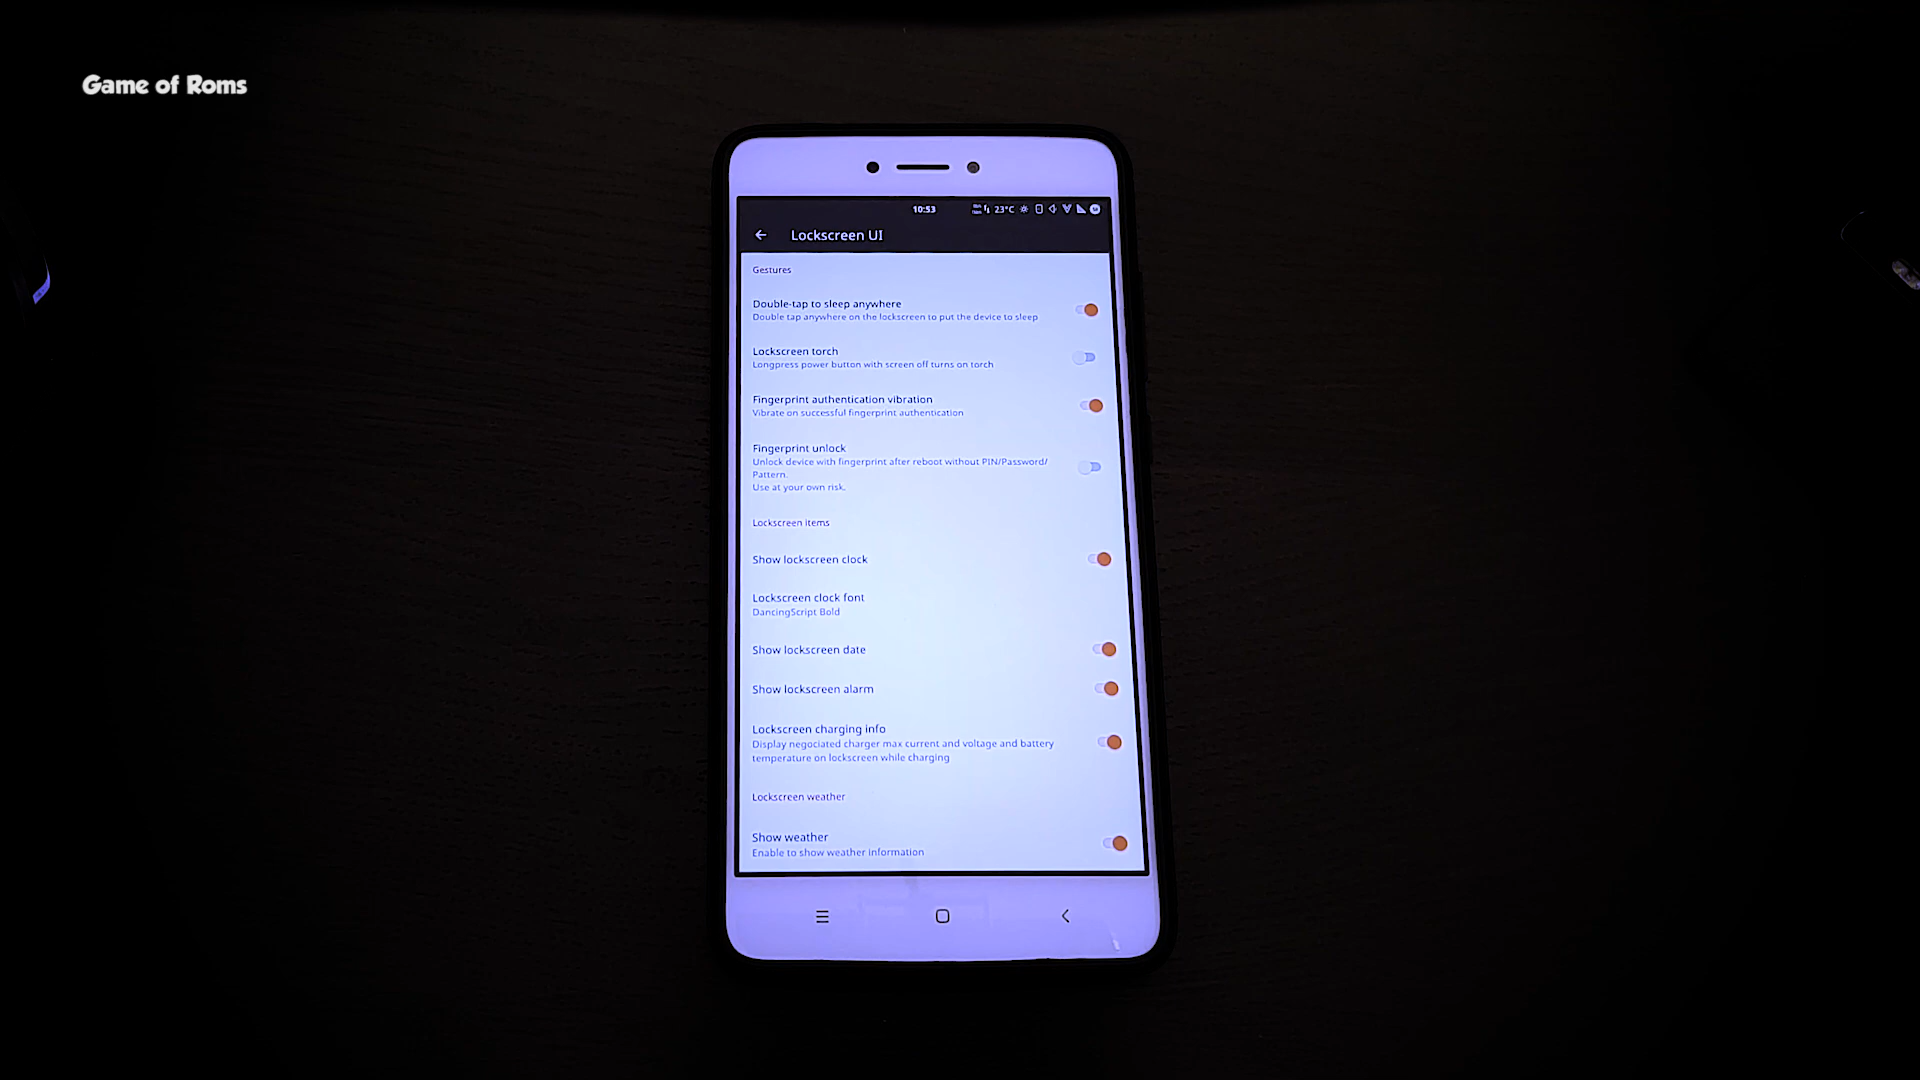 Game of Roms
10:53
23°C
Lockscreen UI
Gestures
Double-tap to sleep anywhere
Double tap anywhere on the lockscreen to put the device to sleep
Lockscreen torch
Longpress power button with screen off turns on torch
Fingerprint authentication vibration
Vibrate on successful fingerprint authentication
Fingerprint unlock
Unlock device with fingerprint after reboot without PIN/Password/
Pattern.
Use at your own risk.
Lockscreen items
Show lockscreen clock
Lockscreen clock font
DancingScript Bold
Show lockscreen date
Show lockscreen alarm
Lockscreen charging info
Display negociated charger max current and voltage and battery
temperature on lockscreen while charging
Lockscreen weather
Show weather
Enable to show weather information